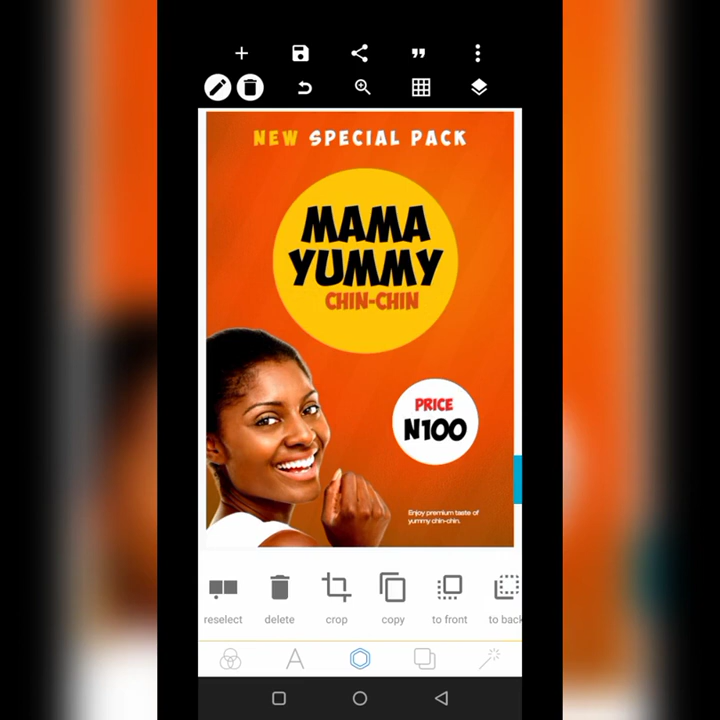 NEW SPECIAL PACK
MAMA
YUMMY
CHIN-CHIN
PRICE
N100
Enjoy premium taste of
yummy chin-chin.
reselect
delete
crop
copy
to front
to back